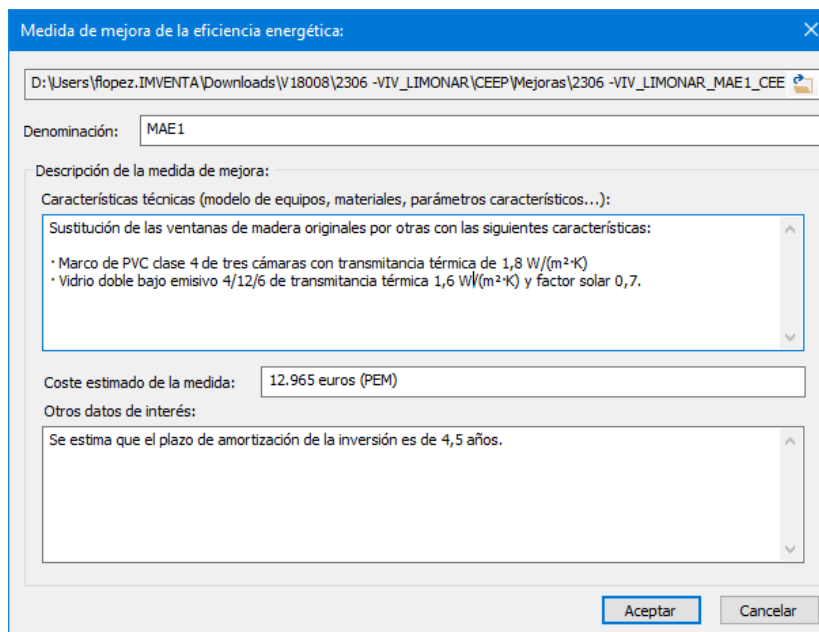 Medida de mejora de la eficiencia energética:
D:\Users\flopez.IMVENTA\Downloads\V18008\2306 -VIV_LIMONAR\CEEP\Mejoras\2306 -VIV_LIMONAR_MAE1_CEE
Denominación: MAE1
Descripción de la medida de mejora:
Características técnicas (modelo de equipos, materiales, parámetros característicos...):
Sustitución de las ventanas de madera originales por otras con las siguientes características:
· Marco de PVC clase 4 de tres cámaras con transmitancia térmica de 1,8 W/(m²·K)
· Vidrio doble bajo emisivo 4/12/6 de transmitancia térmica 1,6 W/(m²·K) y factor solar 0,7.
Coste estimado de la medida: 12.965 euros (PEM)
Otros datos de interés:
Se estima que el plazo de amortización de la inversión es de 4,5 años.
Aceptar Cancelar